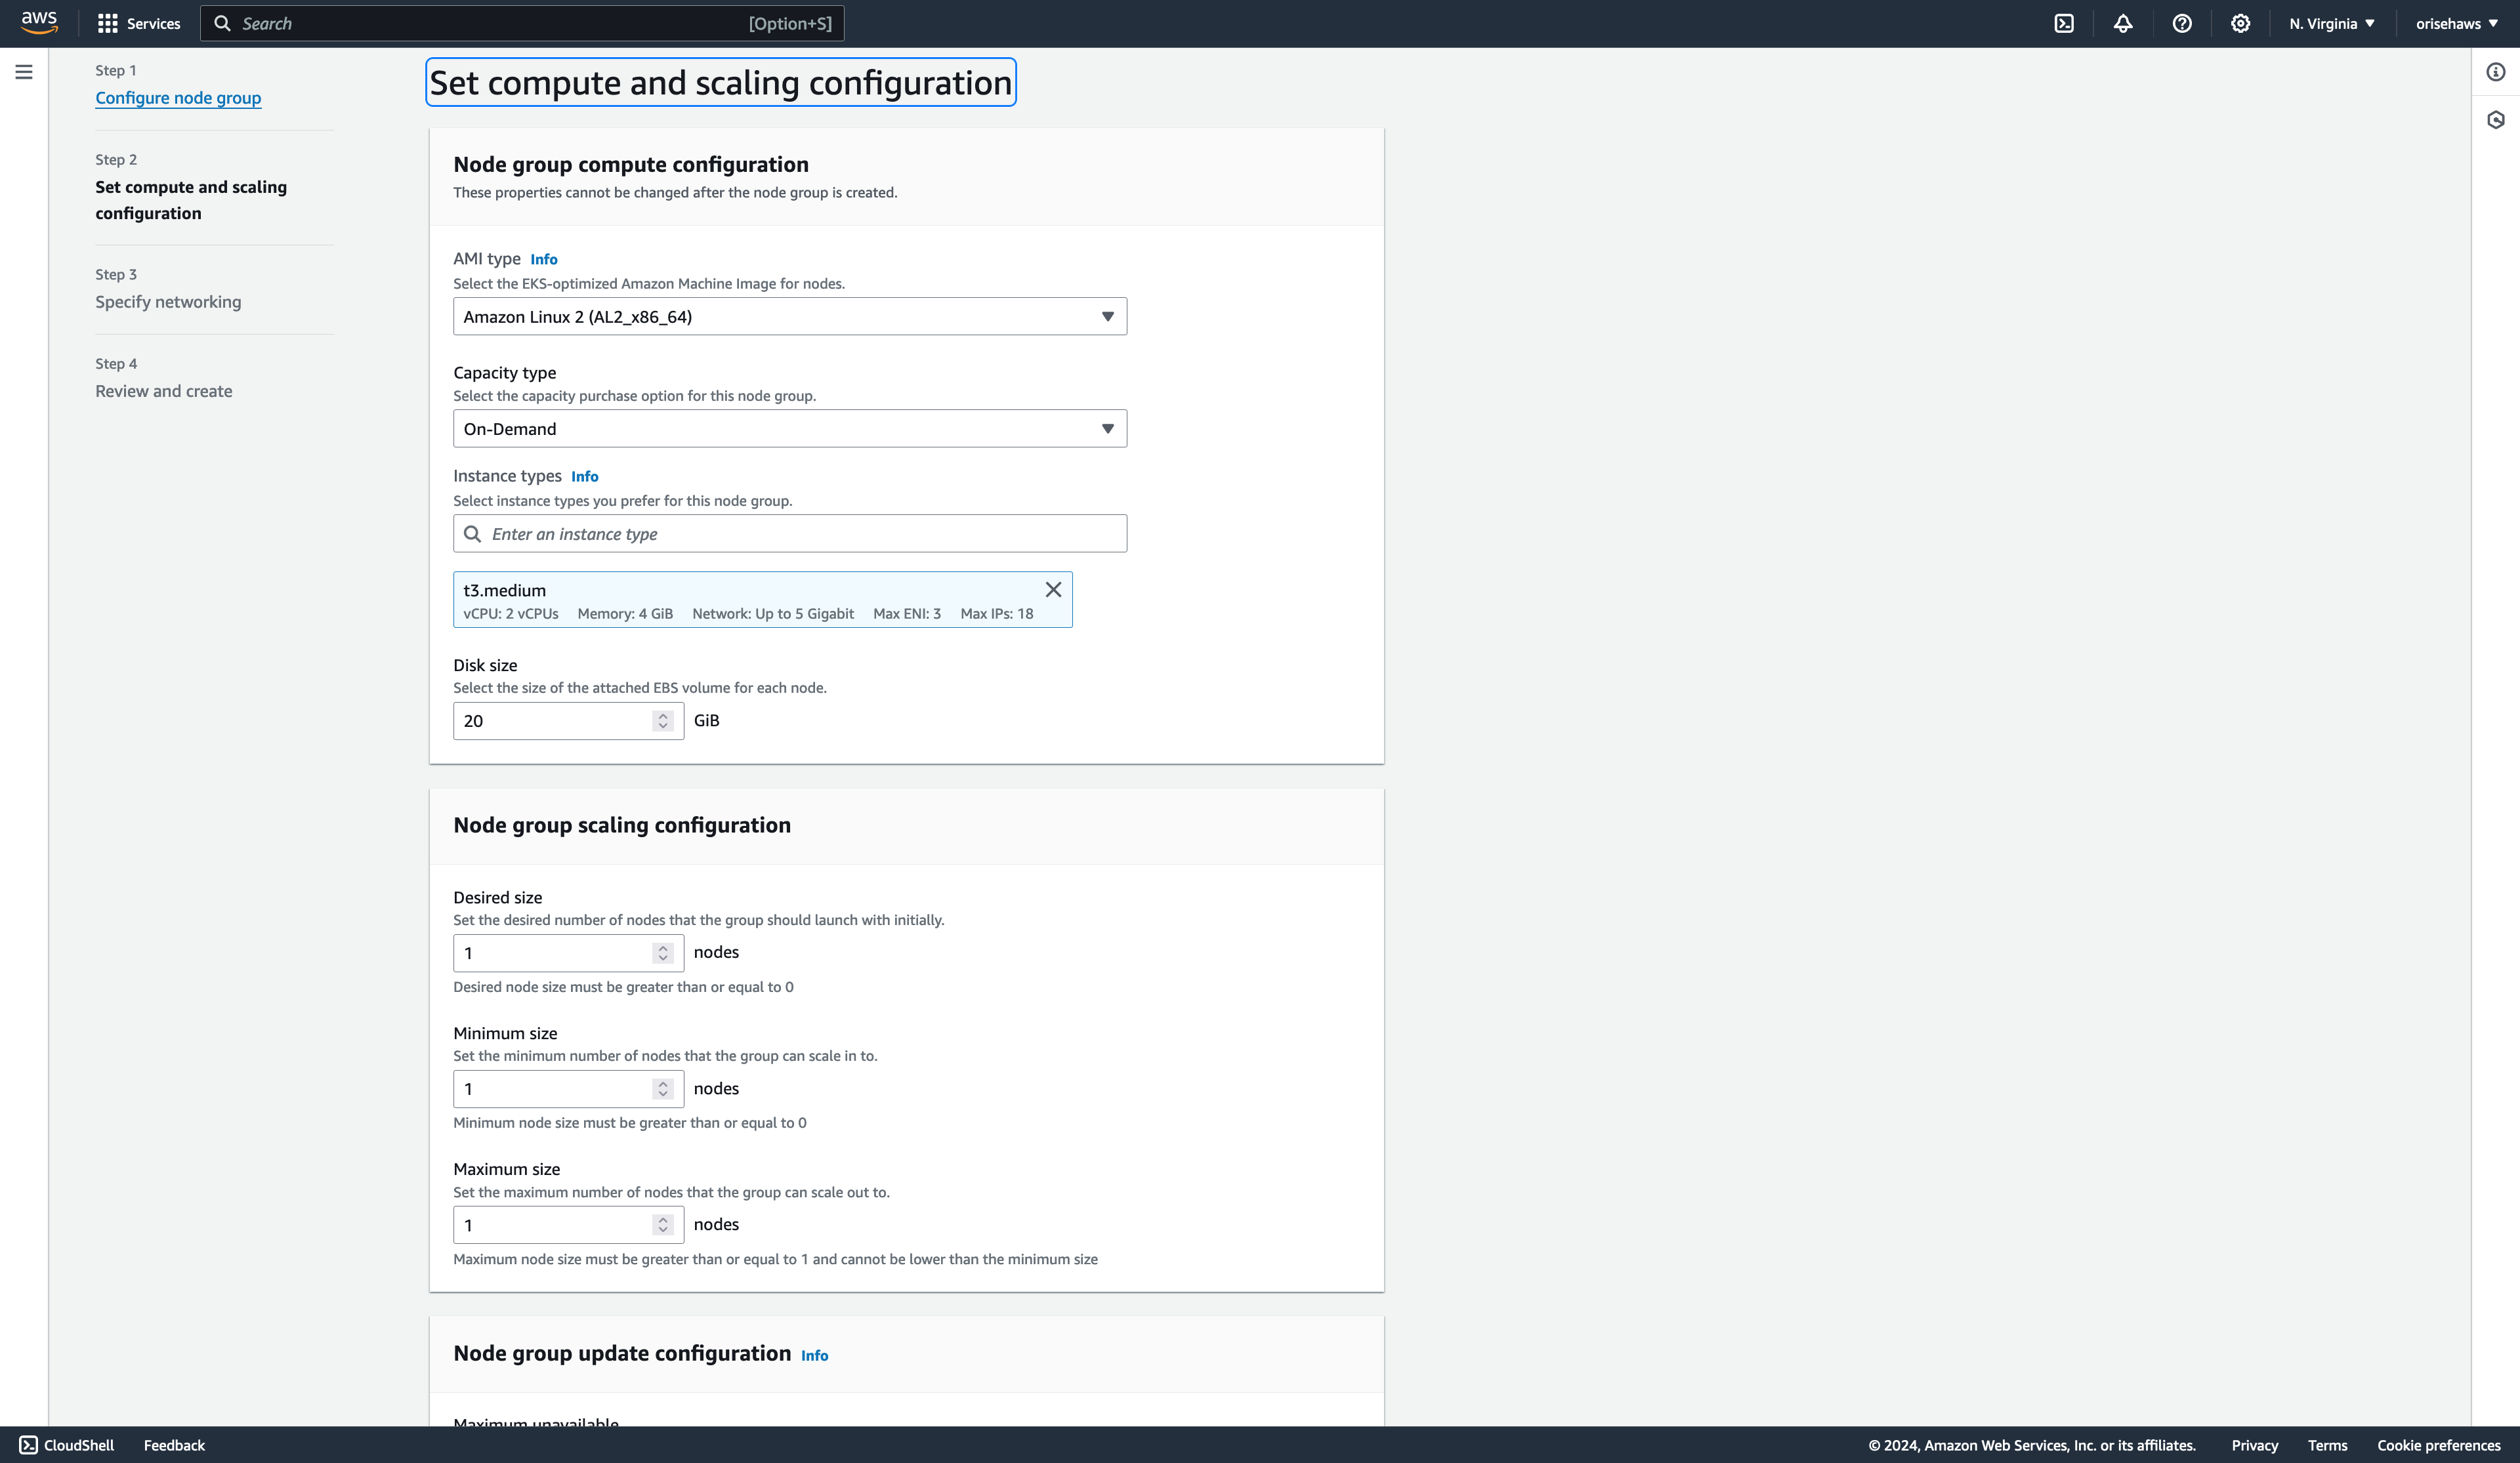 aws
Services
Search
[Option+S]
N. Virginia
orisehaws
Step 1
Configure node group
Step 2
Set compute and scaling
configuration
Step 3
Specify networking
Step 4
Review and create
Set compute and scaling configuration
Node group compute configuration
These properties cannot be changed after the node group is created.
AMI type Info
Select the EKS-optimized Amazon Machine Image for nodes.
Amazon Linux 2 (AL2_x86_64)
Capacity type
Select the capacity purchase option for this node group.
On-Demand
Instance types Info
Select instance types you prefer for this node group.
Enter an instance type
t3.medium
vCPU: 2 vCPUs Memory: 4 GiB Network: Up to 5 Gigabit Max ENI: 3 Max IPs: 18
Disk size
Select the size of the attached EBS volume for each node.
20 GiB
Node group scaling configuration
Desired size
Set the desired number of nodes that the group should launch with initially.
1 nodes
Desired node size must be greater than or equal to 0
Minimum size
Set the minimum number of nodes that the group can scale in to.
1 nodes
Minimum node size must be greater than or equal to 0
Maximum size
Set the maximum number of nodes that the group can scale out to.
1 nodes
Maximum node size must be greater than or equal to 1 and cannot be lower than the minimum size
Node group update configuration Info
Maximum unavailable
CloudShell
Feedback
© 2024, Amazon Web Services, Inc. or its affiliates.
Privacy
Terms
Cookie preferences